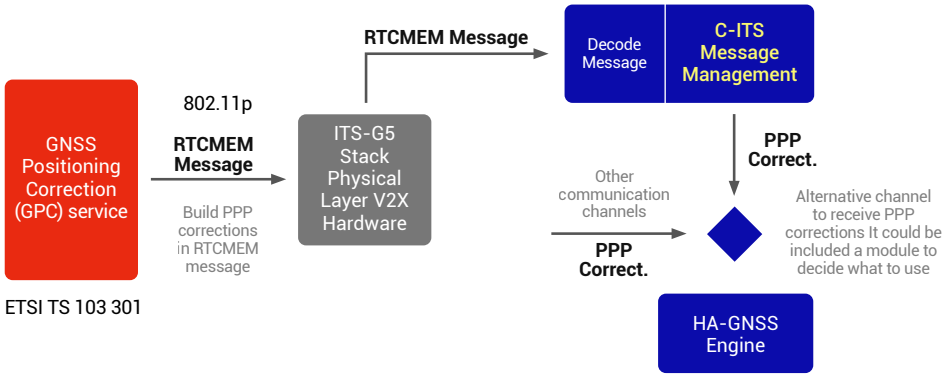 GNSS
Positioning
Correction
(GPC) service
ETSI TS 103 301
802.11p
RTCMEM
Message
Build PPP
corrections
in RTCMEM
message
ITS-G5
Stack
Physical
Layer V2X
Hardware
RTCMEM Message
Decode
Message
C-ITS
Message
Management
PPP
Correct.
Other
communication
channels
PPP
Correct.
Alternative channel
to receive PPP
corrections It could be
included a module to
decide what to use
HA-GNSS
Engine